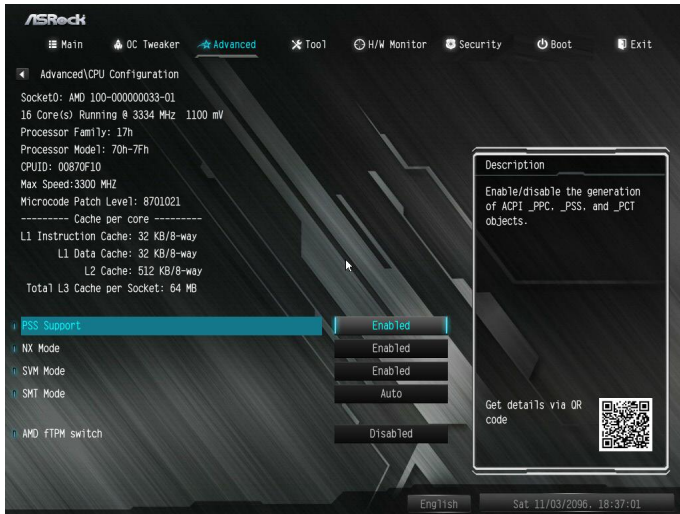 ASRock
Main OC Tweaker Advanced Tool H/W Monitor Security Boot Exit
Advanced\CPU Configuration
Socket0: AMD 100-000000033-01
16 Core(s) Running @ 3334 MHz 1100 mV
Processor Family: 17h
Processor Model: 70h-7Fh
CPUID: 00870F10
Max Speed:3300 MHZ
Microcode Patch Level: 8701021
--------- Cache per core ---------
L1 Instruction Cache: 32 KB/8-way
L1 Data Cache: 32 KB/8-way
L2 Cache: 512 KB/8-way
Total L3 Cache per Socket: 64 MB
PSS Support Enabled
NX Mode Enabled
SVM Mode Enabled
SMT Mode Auto
AMD fTPM switch Disabled
Description
Enable/disable the generation
of ACPI _PPC, _PSS, and _PCT
objects.
Get details via QR
code
English Sat 11/03/2096, 18:37:01